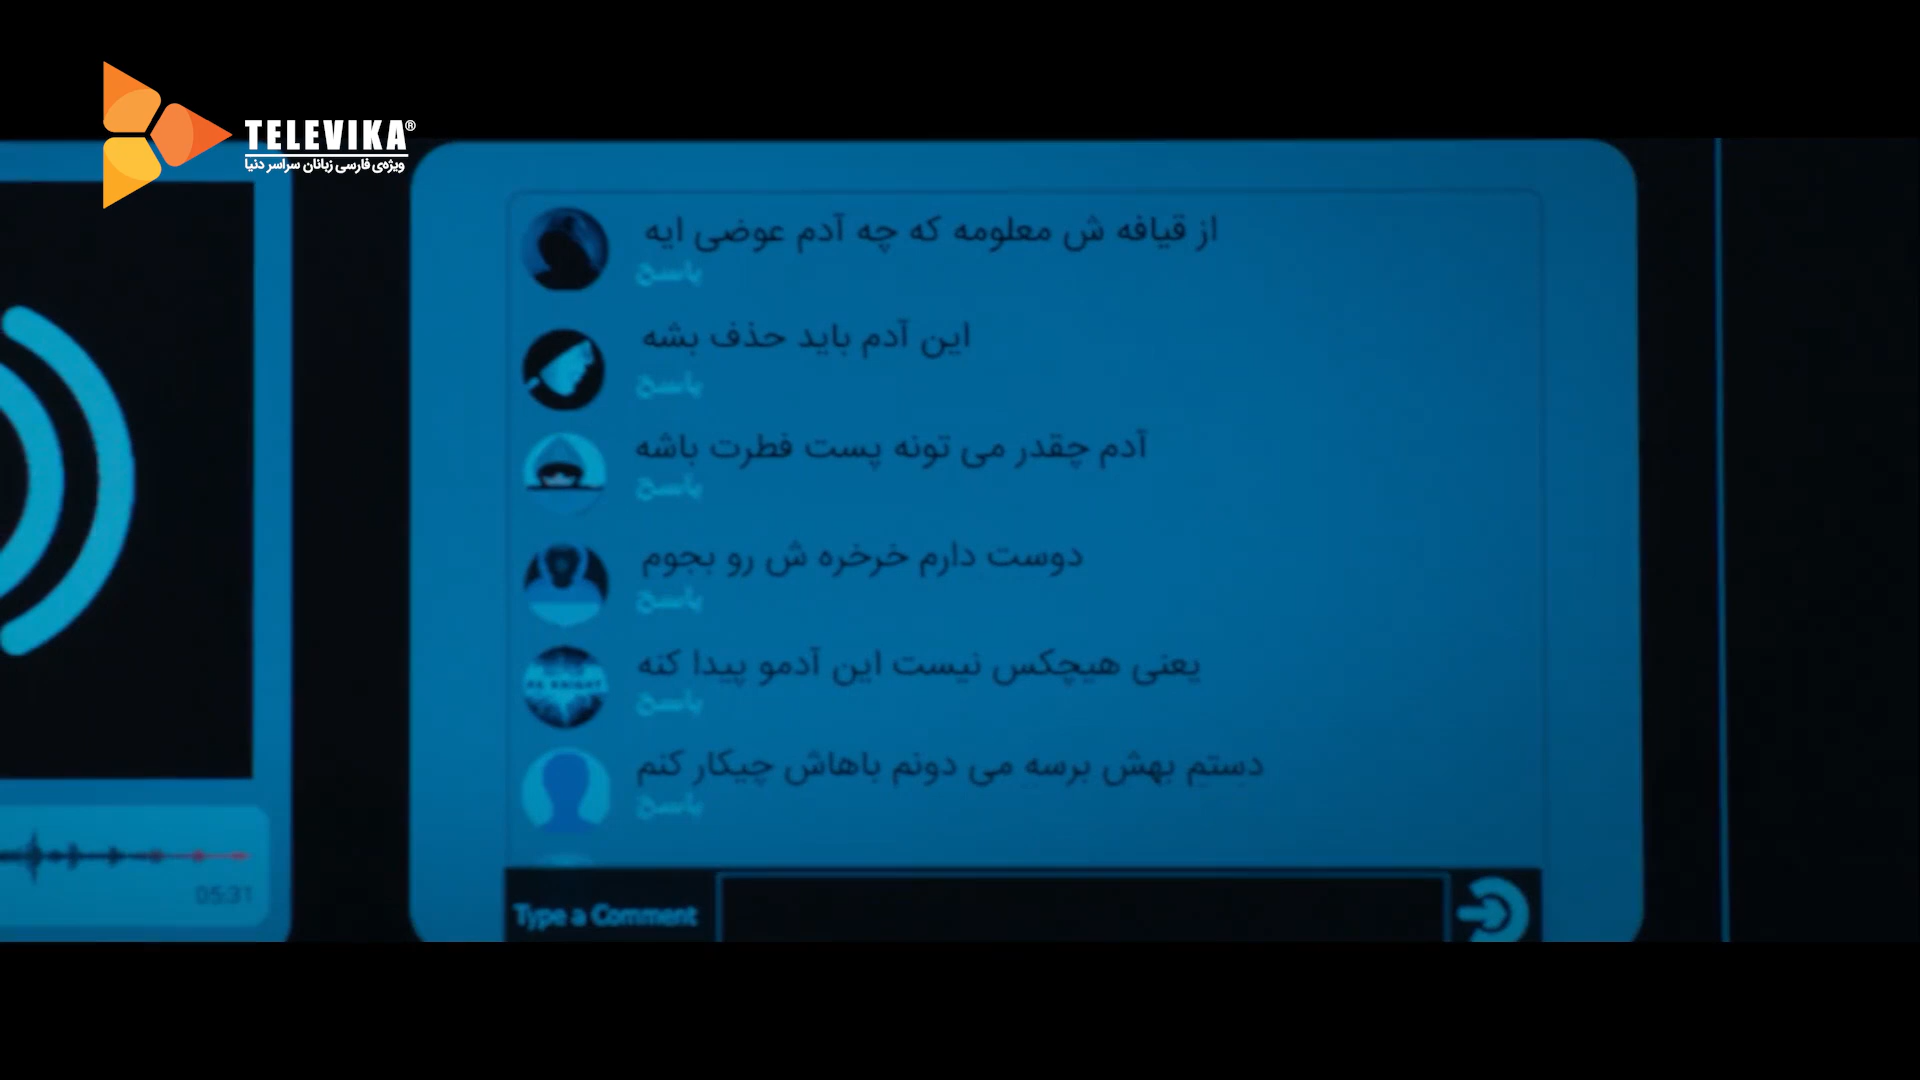 TELEVIKA®
ویژه‌ی فارسی زبانان سراسر دنیا
از قیافه ش معلومه که چه آدم عوضی ایه
پاسخ
این آدم باید حذف بشه
پاسخ
آدم چقدر می تونه پست فطرت باشه
پاسخ
دوست دارم خرخره ش رو بجوم
پاسخ
یعنی هیچکس نیست این آدمو پیدا کنه
پاسخ
دستم بهش برسه می دونم باهاش چیکار کنم
پاسخ
05:31
Type a Comment